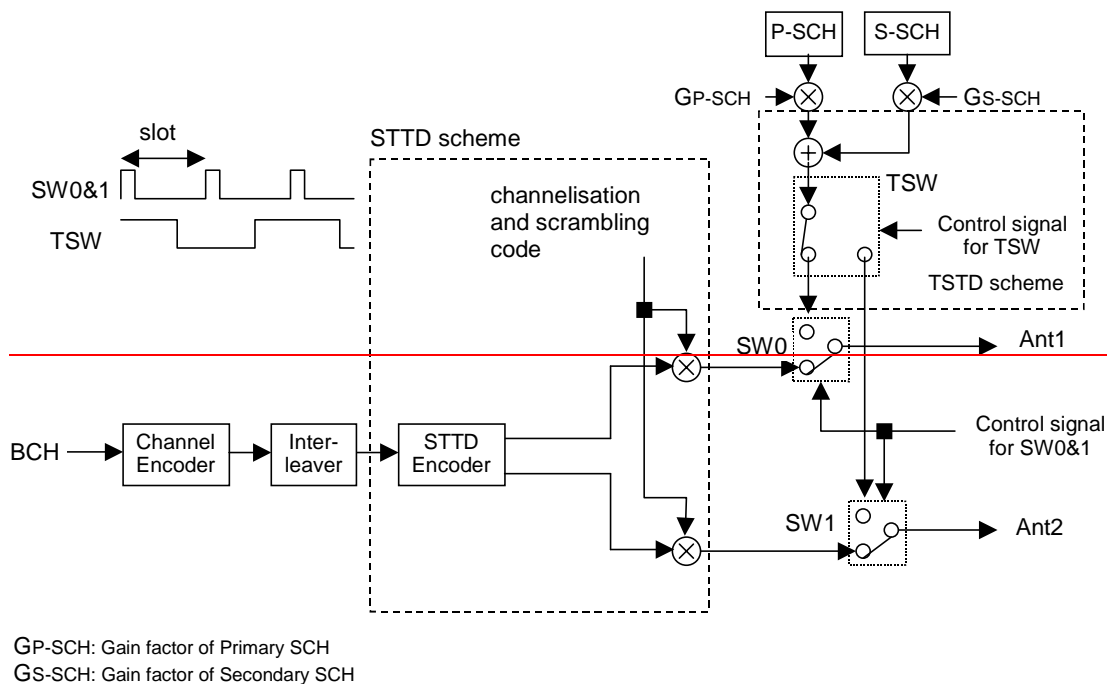 P-SCH
S-SCH
GP-SCH
GS-SCH
slot
STTD scheme
SW0&1
TSW
channelisation
and scrambling
code
TSW
Control signal
for TSW
TSTD scheme
SW0
Ant1
BCH
Channel
Encoder
Inter-
leaver
STTD
Encoder
Control signal
for SW0&1
SW1
Ant2
GP-SCH: Gain factor of Primary SCH
GS-SCH: Gain factor of Secondary SCH